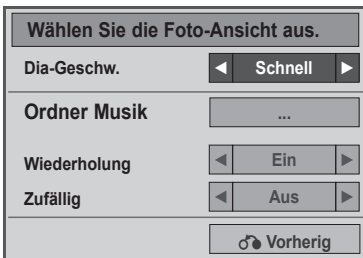 Wählen Sie die Foto-Ansicht aus.
Dia-Geschw. ◀ Schnell ▶
Ordner Musik ...
Wiederholung ◀ Ein ▶
Zufällig ◀ Aus ▶
Vorherig